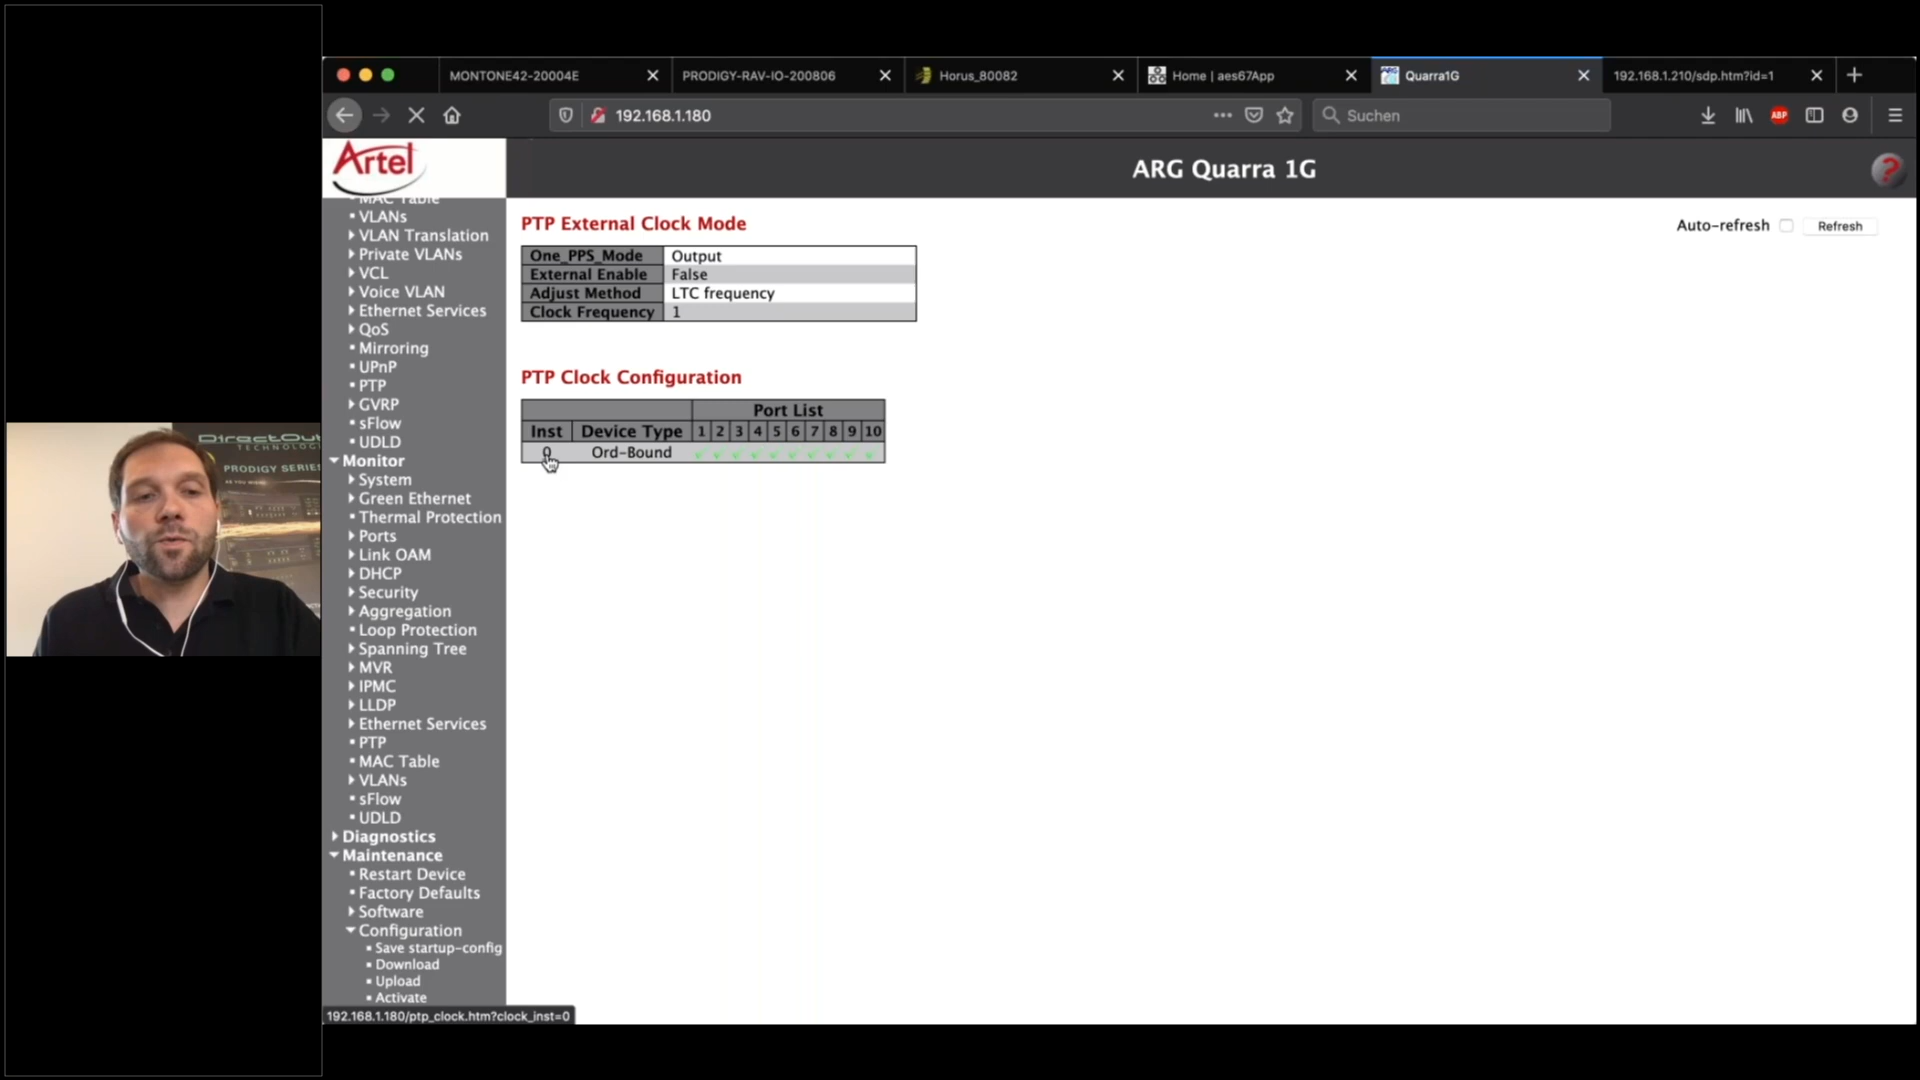 MONTONE42-20004E
PRODIGY-RAV-IO-200806
Horus_80082
Home | aes67App
Quarra1G
192.168.1.210/sdp.htm?id=1
192.168.1.180
Suchen
ABP
Artel
ARG Quarra 1G
?
MAC Table
VLANs
VLAN Translation
Private VLANs
VCL
Voice VLAN
Ethernet Services
QoS
Mirroring
UPnP
PTP
GVRP
sFlow
UDLD
Monitor
System
Green Ethernet
Thermal Protection
Ports
Link OAM
DHCP
Security
Aggregation
Loop Protection
Spanning Tree
MVR
IPMC
LLDP
Ethernet Services
PTP
MAC Table
VLANs
sFlow
UDLD
Diagnostics
Maintenance
Restart Device
Factory Defaults
Software
Configuration
Save startup-config
Download
Upload
Activate
192.168.1.180/ptp_clock.htm?clock_inst=0
PTP External Clock Mode
Auto-refresh
Refresh
One_PPS_Mode Output
External Enable False
Adjust Method LTC frequency
Clock Frequency 1
PTP Clock Configuration
Port List
Inst Device Type 1 2 3 4 5 6 7 8 9 10
0 Ord-Bound
DirectOu
TECHNOLOG
PRODIGY SERIE